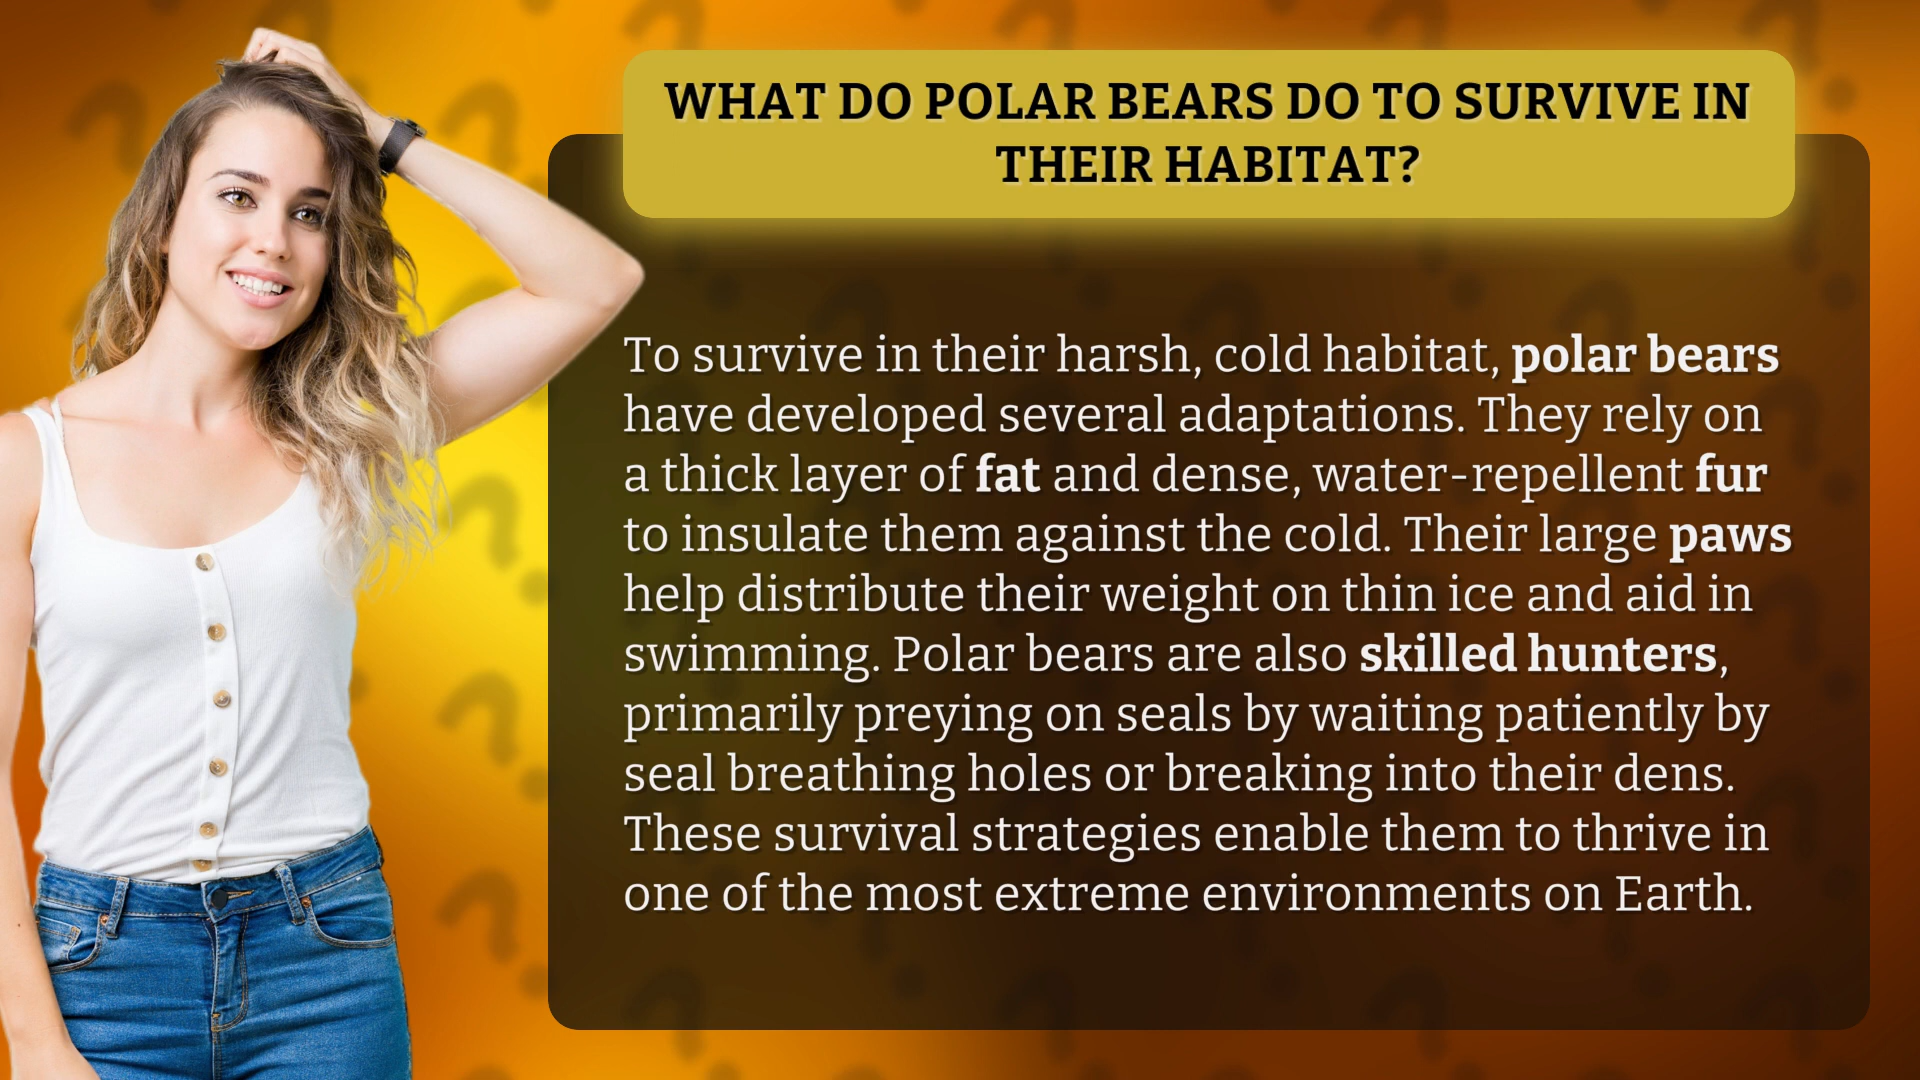 WHAT DO POLAR BEARS DO TO SURVIVE IN
THEIR HABITAT?
To survive in their harsh, cold habitat, polar bears
have developed several adaptations. They rely on
a thick layer of fat and dense, water-repellent fur
to insulate them against the cold. Their large paws
help distribute their weight on thin ice and aid in
swimming. Polar bears are also skilled hunters,
primarily preying on seals by waiting patiently by
seal breathing holes or breaking into their dens.
These survival strategies enable them to thrive in
one of the most extreme environments on Earth.